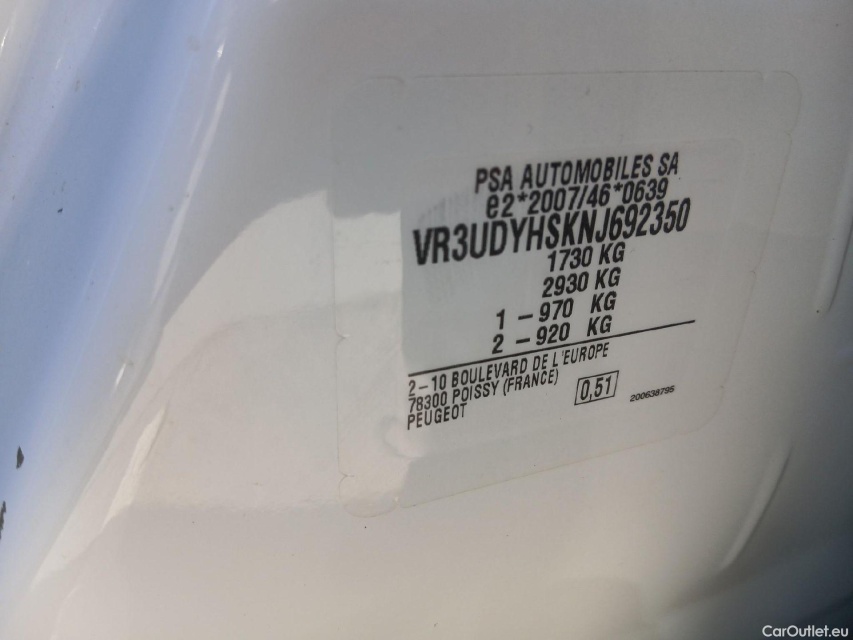 PSA AUTOMOBILES SA
e2*2007/46*0639
VR3UDYHSKNJ692350
1730 KG
2930 KG
1 – 970 KG
2 – 920 KG
2–10 BOULEVARD DE L'EUROPE
78300 POISSY (FRANCE)
PEUGEOT
0,51
200638795
CarOutlet.eu